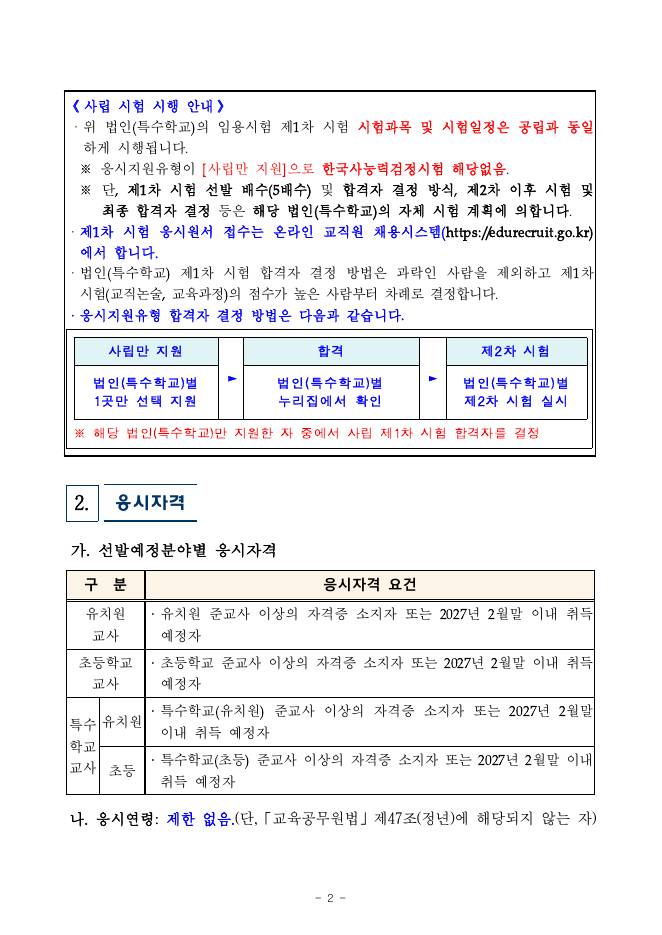 《 사립 시험 시행 안내 》
· 위 법인(특수학교)의 임용시험 제1차 시험 시험과목 및 시험일정은 공립과 동일
하게 시행됩니다.
※ 응시지원유형이 [사립만 지원]으로 한국사능력검정시험 해당없음.
※ 단, 제1차 시험 선발 배수(5배수) 및 합격자 결정 방식, 제2차 이후 시험 및
최종 합격자 결정 등은 해당 법인(특수학교)의 자체 시험 계획에 의합니다.
· 제1차 시험 응시원서 접수는 온라인 교직원 채용시스템(https://edurecruit.go.kr)
에서 합니다.
· 법인(특수학교) 제1차 시험 합격자 결정 방법은 과락인 사람을 제외하고 제1차
시험(교직논술, 교육과정)의 점수가 높은 사람부터 차례로 결정합니다.
· 응시지원유형 합격자 결정 방법은 다음과 같습니다.
사립만 지원 합격 제2차 시험
법인(특수학교)별 ► 법인(특수학교)별 ► 법인(특수학교)별
1곳만 선택 지원 누리집에서 확인 제2차 시험 실시
※ 해당 법인(특수학교)만 지원한 자 중에서 사립 제1차 시험 합격자를 결정
2. 응시자격
가. 선발예정분야별 응시자격
구 분 응시자격 요건
유치원 · 유치원 준교사 이상의 자격증 소지자 또는 2027년 2월말 이내 취득
교사 예정자
초등학교 · 초등학교 준교사 이상의 자격증 소지자 또는 2027년 2월말 이내 취득
교사 예정자
특수 유치원 · 특수학교(유치원) 준교사 이상의 자격증 소지자 또는 2027년 2월말
학교 이내 취득 예정자
교사 초등 · 특수학교(초등) 준교사 이상의 자격증 소지자 또는 2027년 2월말 이내
취득 예정자
나. 응시연령: 제한 없음.(단,「교육공무원법」제47조(정년)에 해당되지 않는 자)
- 2 -